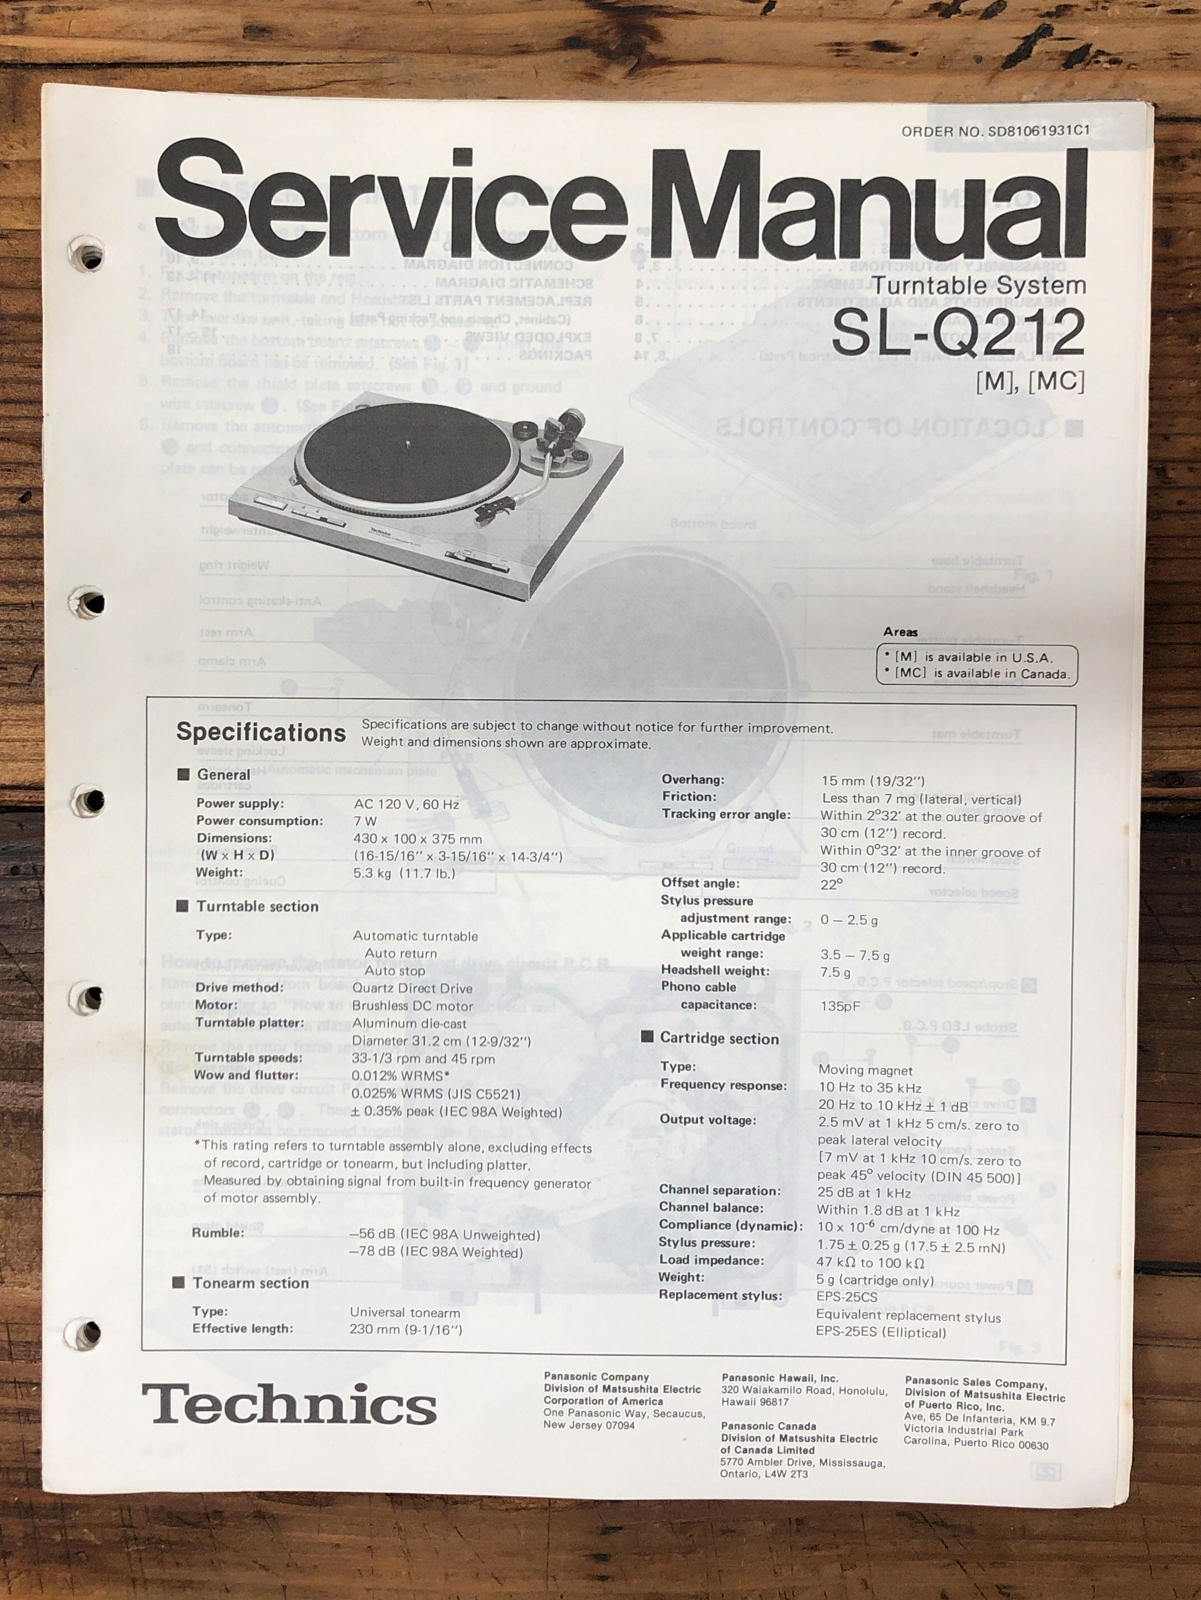 ORDER NO. SD81061931C1
Service Manual
Turntable System
SL-Q212
[M], [MC]
Technics
Areas
* [M] is available in U.S.A.
* [MC] is available in Canada.
Specifications
Specifications are subject to change without notice for further improvement.
Weight and dimensions shown are approximate.
■ General
Power supply: AC 120 V, 60 Hz
Power consumption: 7 W
Dimensions: 430 x 100 x 375 mm
(W x H x D) (16-15/16" x 3-15/16" x 14-3/4")
Weight: 5.3 kg (11.7 lb.)
■ Turntable section
Type: Automatic turntable
Auto return
Auto stop
Drive method: Quartz Direct Drive
Motor: Brushless DC motor
Turntable platter: Aluminum die-cast
Diameter 31.2 cm (12-9/32")
Turntable speeds: 33-1/3 rpm and 45 rpm
Wow and flutter: 0.012% WRMS*
0.025% WRMS (JIS C5521)
± 0.35% peak (IEC 98A Weighted)
*This rating refers to turntable assembly alone, excluding effects
of record, cartridge or tonearm, but including platter.
Measured by obtaining signal from built-in frequency generator
of motor assembly.
Rumble: —56 dB (IEC 98A Unweighted)
—78 dB (IEC 98A Weighted)
■ Tonearm section
Type: Universal tonearm
Effective length: 230 mm (9-1/16")
Overhang: 15 mm (19/32")
Friction: Less than 7 mg (lateral, vertical)
Tracking error angle: Within 2°32' at the outer groove of
30 cm (12") record.
Within 0°32' at the inner groove of
30 cm (12") record.
Offset angle: 22°
Stylus pressure
adjustment range: 0 — 2.5 g
Applicable cartridge
weight range: 3.5 — 7.5 g
Headshell weight: 7.5 g
Phono cable
capacitance: 135pF
■ Cartridge section
Type: Moving magnet
Frequency response: 10 Hz to 35 kHz
20 Hz to 10 kHz ± 1 dB
Output voltage: 2.5 mV at 1 kHz 5 cm/s. zero to
peak lateral velocity
[7 mV at 1 kHz 10 cm/s. zero to
peak 45° velocity (DIN 45 500)]
Channel separation: 25 dB at 1 kHz
Channel balance: Within 1.8 dB at 1 kHz
Compliance (dynamic): 10 x 10⁻⁶ cm/dyne at 100 Hz
Stylus pressure: 1.75 ± 0.25 g (17.5 ± 2.5 mN)
Load impedance: 47 kΩ to 100 kΩ
Weight: 5 g (cartridge only)
Replacement stylus: EPS-25CS
Equivalent replacement stylus
EPS-25ES (Elliptical)
Technics
Panasonic Company
Division of Matsushita Electric
Corporation of America
One Panasonic Way, Secaucus,
New Jersey 07094
Panasonic Hawaii, Inc.
320 Waiakamilo Road, Honolulu,
Hawaii 96817
Panasonic Canada
Division of Matsushita Electric
of Canada Limited
5770 Ambler Drive, Mississauga,
Ontario, L4W 2T3
Panasonic Sales Company,
Division of Matsushita Electric
of Puerto Rico, Inc.
Ave, 65 De Infanteria, KM 9.7
Victoria Industrial Park
Carolina, Puerto Rico 00630